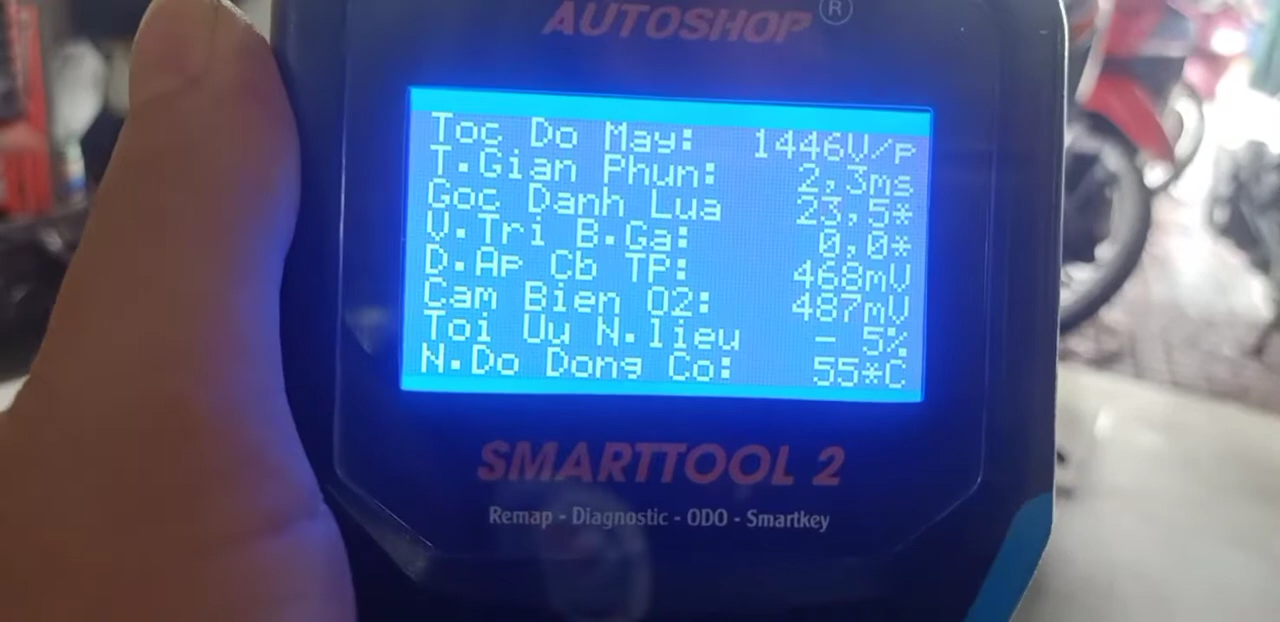 AUTOSHOP ®
Toc Do May: 1446V/p
T.Gian Phun: 2,3ms
Goc Danh Lua 23,5*
V.Tri B.Ga: 0,0*
D.Ap Cb TP: 468mV
Cam Bien O2: 487mV
Toi Uu N.lieu - 5%
N.Do Dong Co: 55*C
SMARTTOOL 2
Remap - Diagnostic - ODO - Smartkey